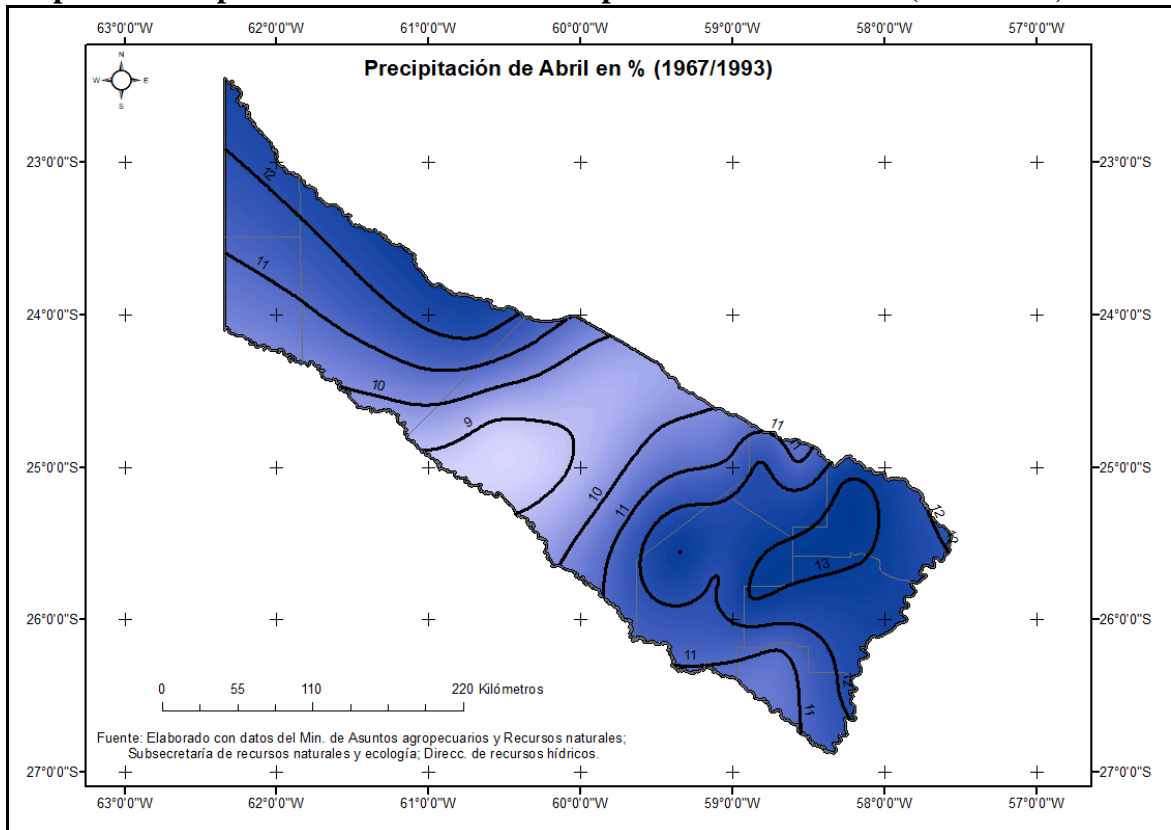 63°0'0"W 62°0'0"W 61°0'0"W 60°0'0"W 59°0'0"W 58°0'0"W 57°0'0"W
N
W E
S
Precipitación de Abril en % (1967/1993)
23°0'0"S 23°0'0"S
12
11
24°0'0"S 24°0'0"S
10
9
11
25°0'0"S 25°0'0"S
10
11
12
13
26°0'0"S 26°0'0"S
11
12
11
0 55 110 220 Kilómetros
Fuente: Elaborado con datos del Min. de Asuntos agropecuarios y Recursos naturales;
Subsecretaría de recursos naturales y ecología; Direcc. de recursos hídricos.
27°0'0"S 27°0'0"S
63°0'0"W 62°0'0"W 61°0'0"W 60°0'0"W 59°0'0"W 58°0'0"W 57°0'0"W